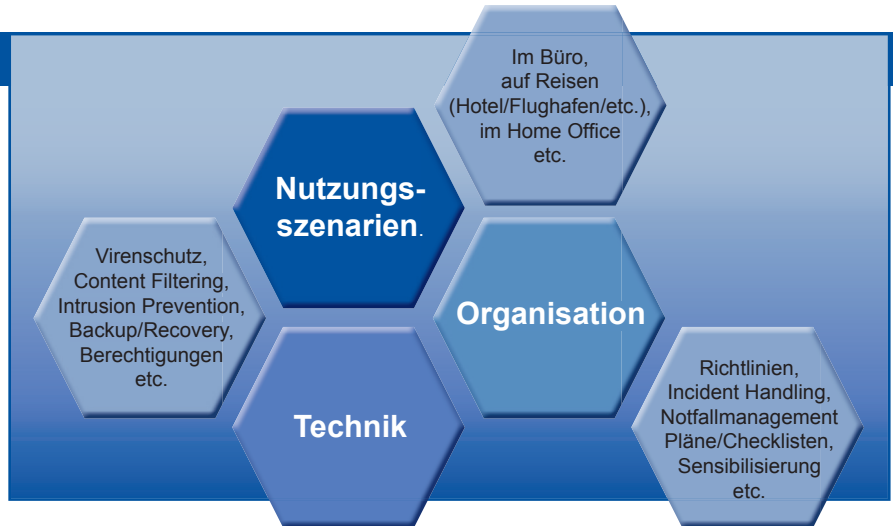 Im Büro,
auf Reisen
(Hotel/Flughafen/etc.),
im Home Office
etc.
Nutzungs-
szenarien.
Virenschutz,
Content Filtering,
Intrusion Prevention,
Backup/Recovery,
Berechtigungen
etc.
Organisation
Technik
Richtlinien,
Incident Handling,
Notfallmanagement
Pläne/Checklisten,
Sensibilisierung
etc.